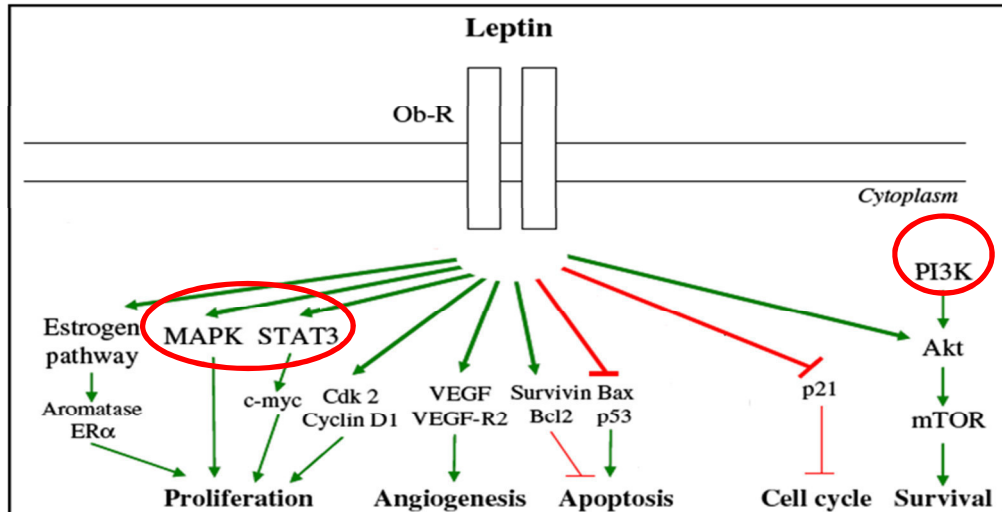 Leptin
Ob-R
Cytoplasm
PI3K
Estrogen
pathway
MAPK STAT3
Akt
Aromatase
ERα
c-myc
Cdk 2
Cyclin D1
VEGF
VEGF-R2
Survivin Bax
Bcl2 p53
p21
mTOR
Proliferation Angiogenesis Apoptosis Cell cycle Survival